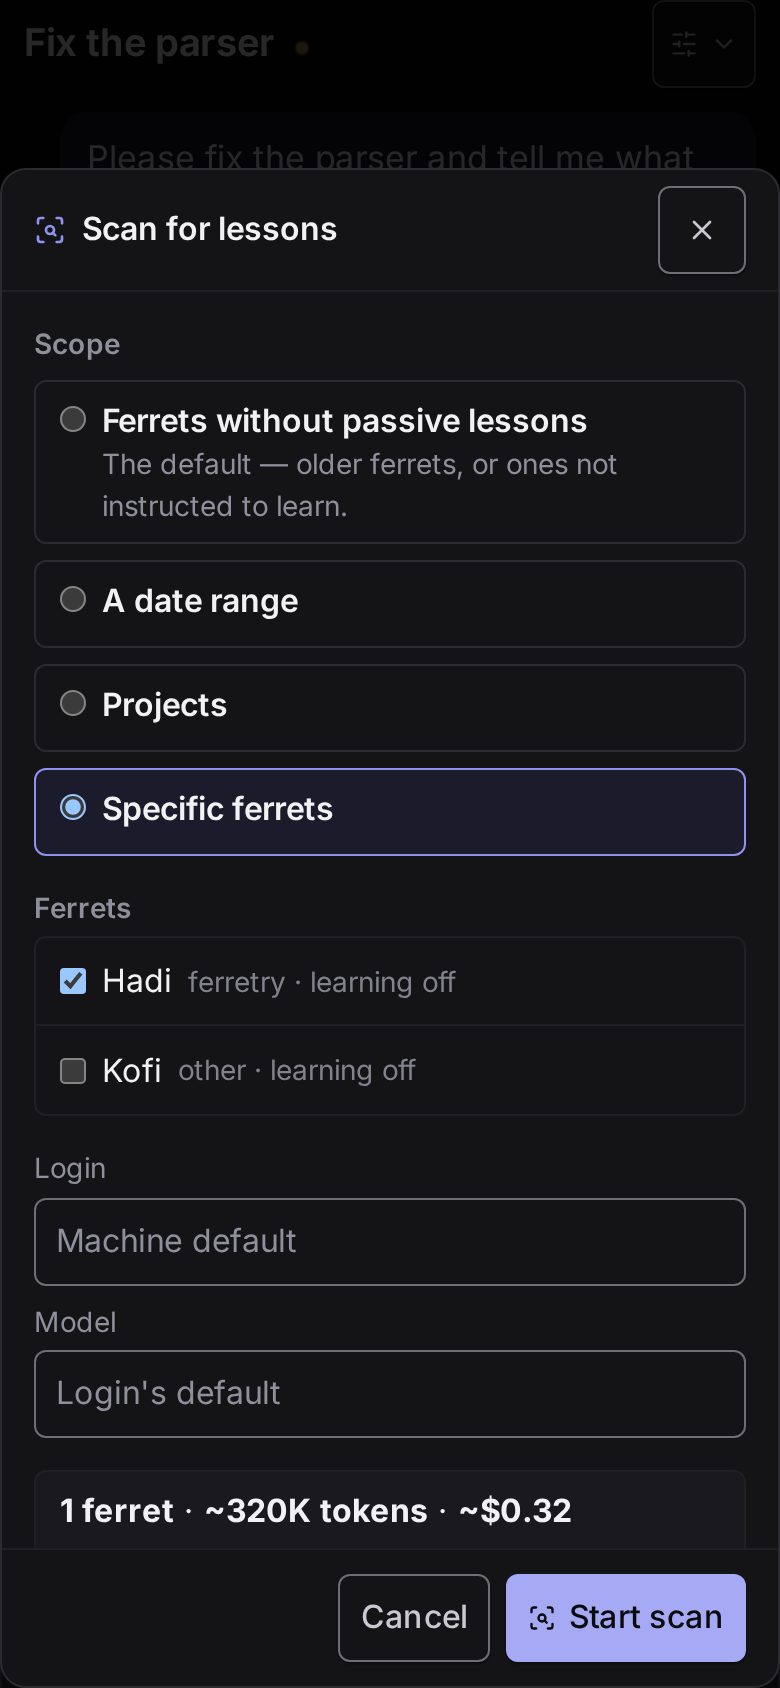 Fix the parser
Please fix the parser and tell me what
Scan for lessons
Scope
Ferrets without passive lessons
The default — older ferrets, or ones not
instructed to learn.
A date range
Projects
Specific ferrets
Ferrets
Hadi ferretry · learning off
Kofi other · learning off
Login
Machine default
Model
Login's default
1 ferret · ~320K tokens · ~$0.32
Cancel
Start scan